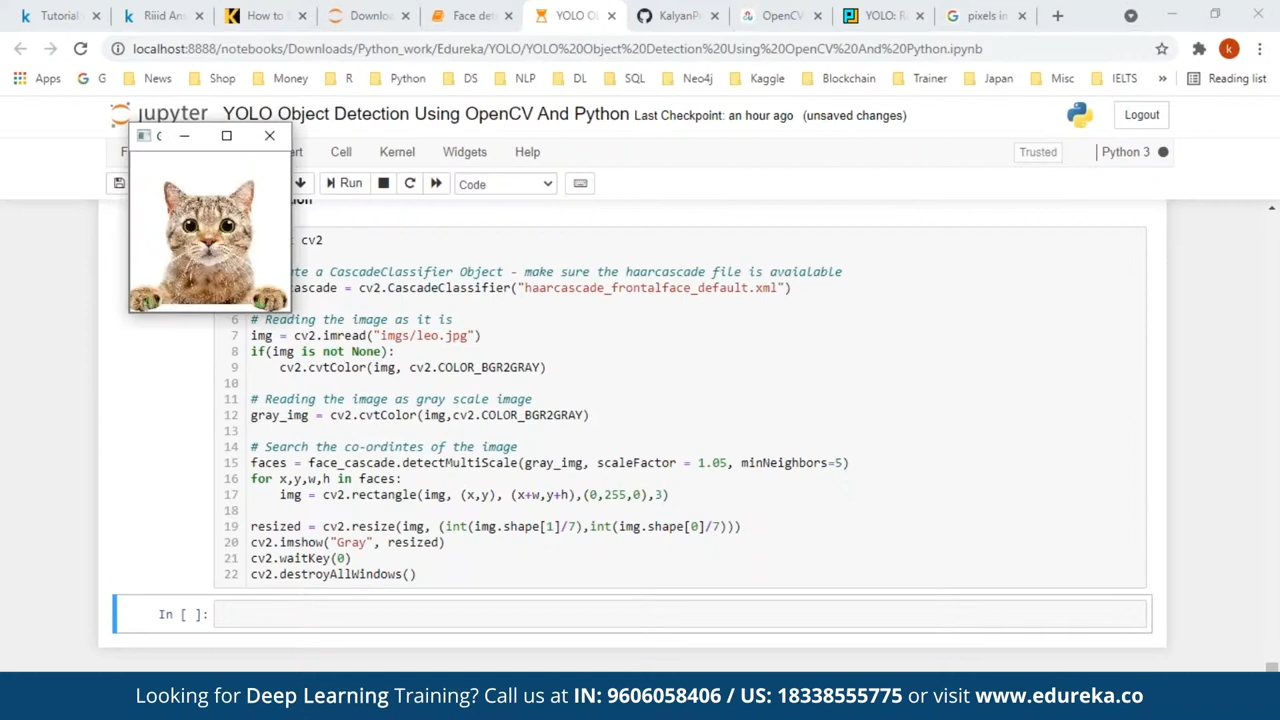 Tutorial
Riiid Ans
How to
Downlo
Face det
YOLO O
KalyanP
OpenCV
YOLO: R
pixels in
localhost:8888/notebooks/Downloads/Python_work/Edureka/YOLO/YOLO%20Object%20Detection%20Using%20OpenCV%20And%20Python.ipynb
Apps G News Shop Money R Python DS NLP DL SQL Neo4j Kaggle Blockchain Trainer Japan Misc IELTS » Reading list
jupyter YOLO Object Detection Using OpenCV And Python Last Checkpoint: an hour ago (unsaved changes) Logout
Cell Kernel Widgets Help Trusted Python 3
Run Code
cv2
te a CascadeClassifier Object - make sure the haarcascade file is avaialable
ascade = cv2.CascadeClassifier("haarcascade_frontalface_default.xml")
6 # Reading the image as it is
7 img = cv2.imread("imgs/leo.jpg")
8 if(img is not None):
9 cv2.cvtColor(img, cv2.COLOR_BGR2GRAY)
10
11 # Reading the image as gray scale image
12 gray_img = cv2.cvtColor(img,cv2.COLOR_BGR2GRAY)
13
14 # Search the co-ordintes of the image
15 faces = face_cascade.detectMultiScale(gray_img, scaleFactor = 1.05, minNeighbors=5)
16 for x,y,w,h in faces:
17 img = cv2.rectangle(img, (x,y), (x+w,y+h),(0,255,0),3)
18
19 resized = cv2.resize(img, (int(img.shape[1]/7),int(img.shape[0]/7)))
20 cv2.imshow("Gray", resized)
21 cv2.waitKey(0)
22 cv2.destroyAllWindows()
In [ ]:
Looking for Deep Learning Training? Call us at IN: 9606058406 / US: 18338555775 or visit www.edureka.co